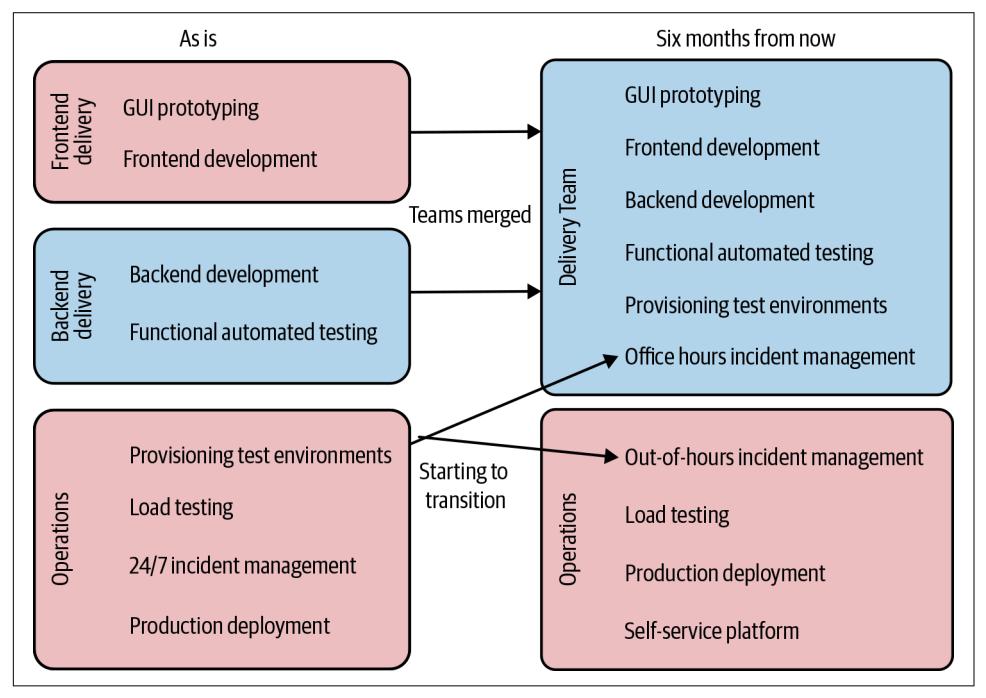 As is
Six months from now
Frontend
delivery
GUI prototyping
Frontend development
Backend
delivery
Backend development
Functional automated testing
Operations
Provisioning test environments
Load testing
24/7 incident management
Production deployment
Teams merged
Starting to
transition
Delivery Team
GUI prototyping
Frontend development
Backend development
Functional automated testing
Provisioning test environments
Office hours incident management
Operations
Out-of-hours incident management
Load testing
Production deployment
Self-service platform